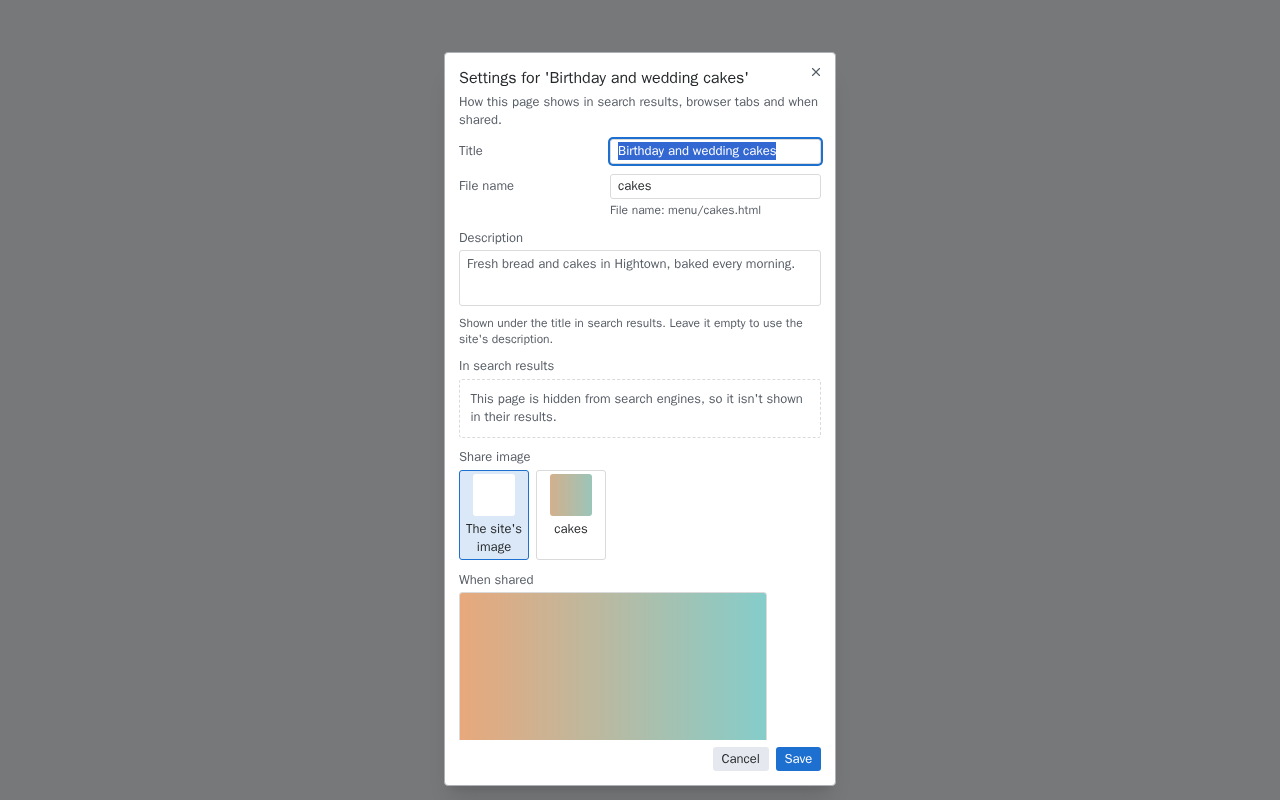 Settings for 'Birthday and wedding cakes'
How this page shows in search results, browser tabs and when
shared.
Title
Birthday and wedding cakes
File name
cakes
File name: menu/cakes.html
Description
Fresh bread and cakes in Hightown, baked every morning.
Shown under the title in search results. Leave it empty to use the
site's description.
In search results
This page is hidden from search engines, so it isn't shown
in their results.
Share image
The site's
image
cakes
When shared
Cancel
Save